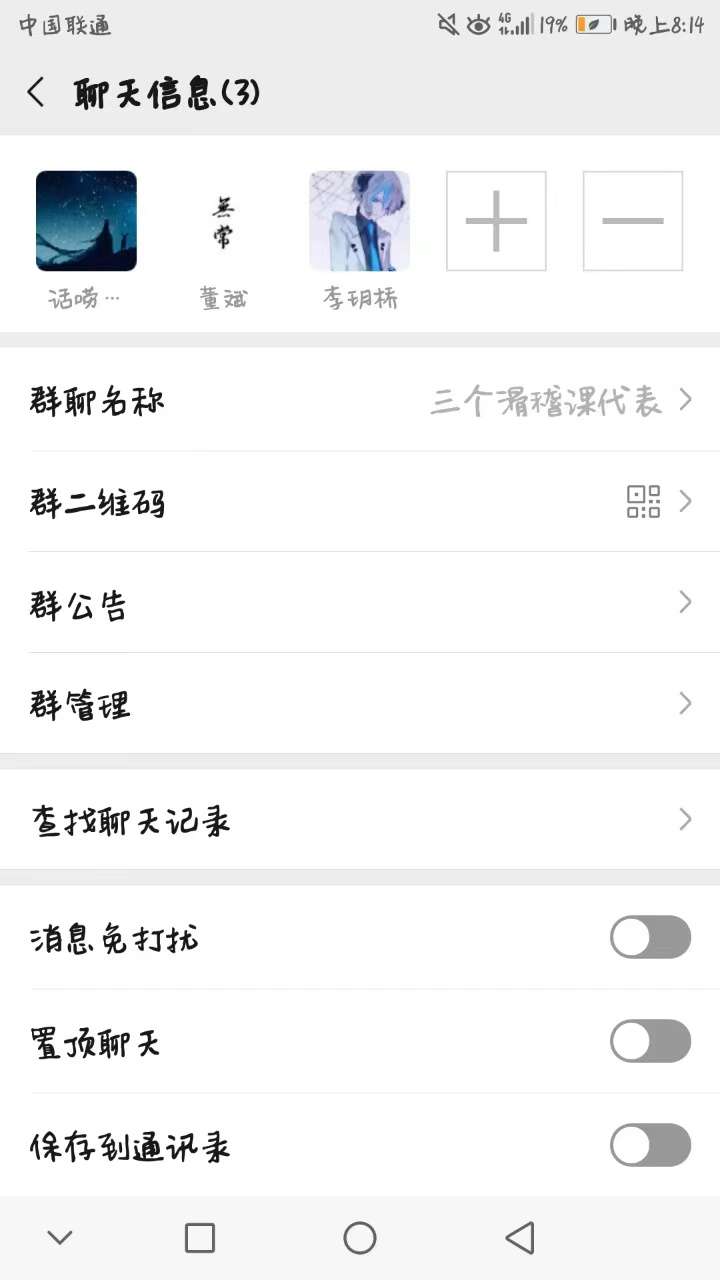 中国联通 4G 19% 晚上8:14
聊天信息(3)
無常
话唠… 董斌 李玥桥
群聊名称 三个滑稽课代表
群二维码
群公告
群管理
查找聊天记录
消息免打扰
置顶聊天
保存到通讯录